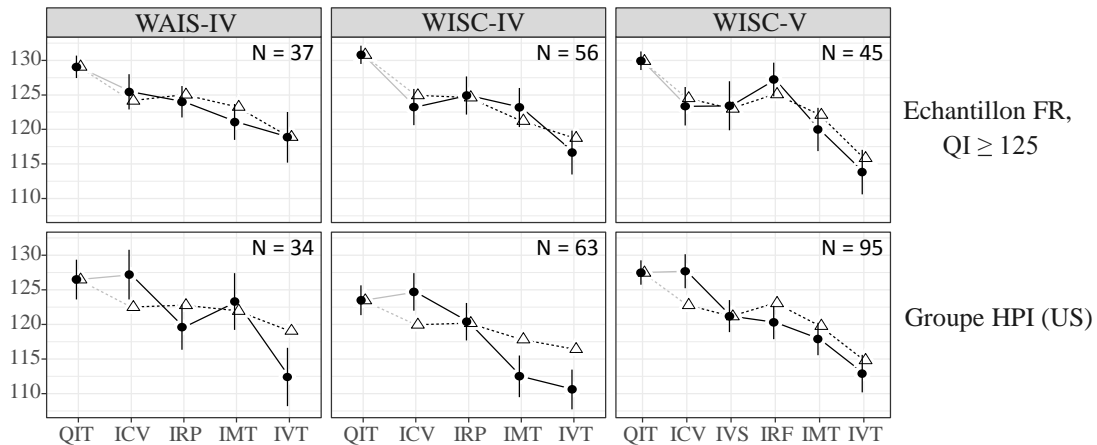 WAIS-IV WISC-IV WISC-V
130 N = 37 N = 56 N = 45
125
120
115
110
Echantillon FR,
QI ≥ 125
130 N = 34 N = 63 N = 95
125
120
115
110
Groupe HPI (US)
QIT ICV IRP IMT IVT QIT ICV IRP IMT IVT QIT ICV IVS IRF IMT IVT